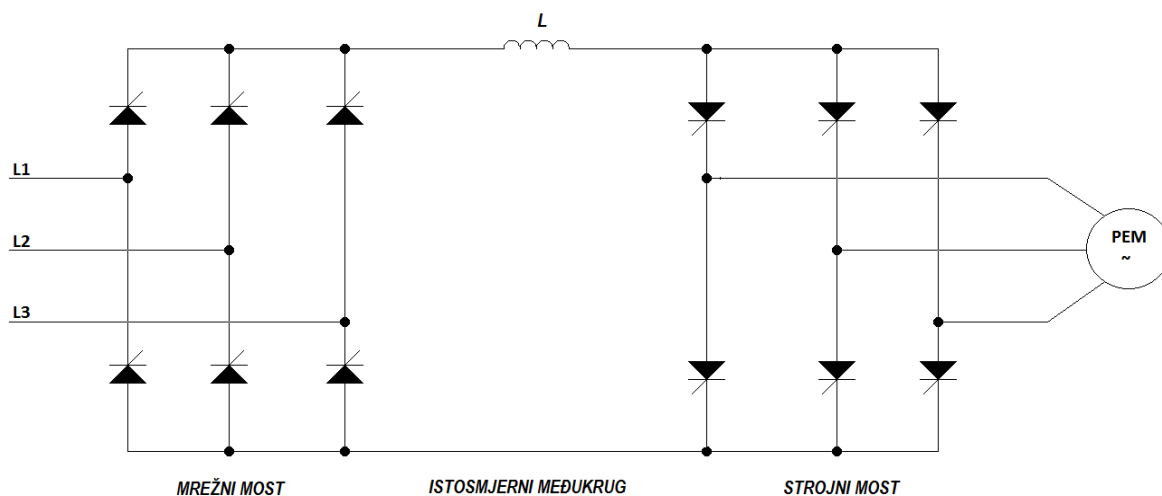 L
L1
L2
L3
PEM
~
MREŽNI MOST
ISTOSMJERNI MEĐUKRUG
STROJNI MOST